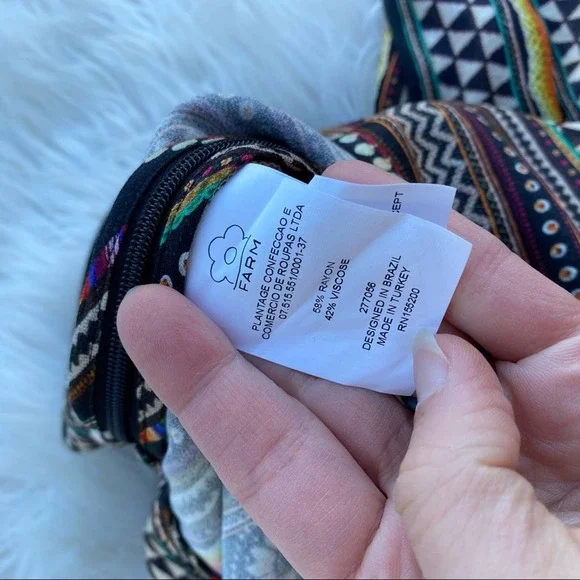 FARM
PLANTAGE CONFECCAO E
COMERCIO DE ROUPAS LTDA
07.515.551/0001-37
58% RAYON
42% VISCOSE
277056
DESIGNED IN BRAZIL
MADE IN TURKEY
RN155200
CEPT